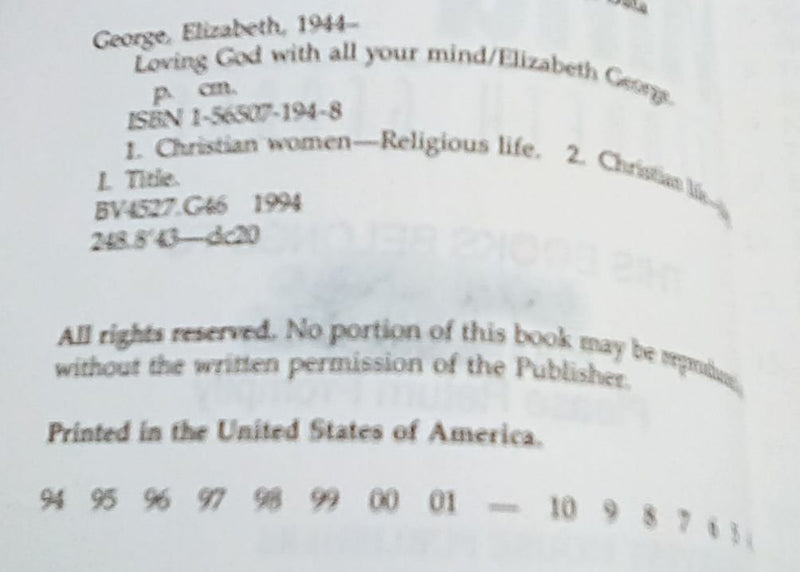 George, Elizabeth, 1944–
Loving God with all your mind/Elizabeth George.
p. cm.
ISBN 1-56507-194-8
1. Christian women—Religious life. 2. Christian life—
I. Title.
BV4527.G46 1994
248.8'43—dc20
All rights reserved. No portion of this book may be reproduced
without the written permission of the Publisher.
Printed in the United States of America.
94 95 96 97 98 99 00 01 — 10 9 8 7 6 5